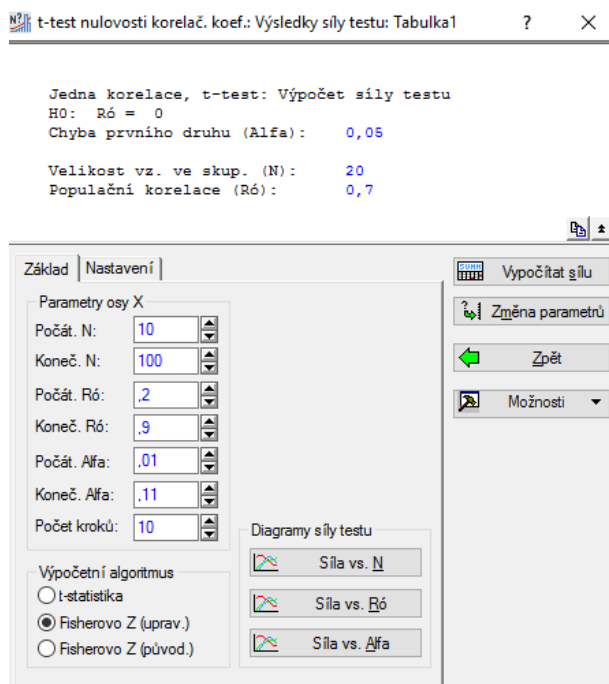 t-test nulovosti korelač. koef.: Výsledky síly testu: Tabulka1
Jedna korelace, t-test: Výpočet síly testu
H0: Ró = 0
Chyba prvního druhu (Alfa): 0,05
Velikost vz. ve skup. (N): 20
Populační korelace (Ró): 0,7
Základ Nastavení
Parametry osy X
Počát. N: 10
Koneč. N: 100
Počát. Ró: ,2
Koneč. Ró: ,9
Počát. Alfa: ,01
Koneč. Alfa: ,11
Počet kroků: 10
Výpočetní algoritmus
t-statistika
Fisherovo Z (uprav.)
Fisherovo Z (původ.)
Diagramy síly testu
Síla vs. N
Síla vs. Ró
Síla vs. Alfa
Vypočítat sílu
Změna parametrů
Zpět
Možnosti